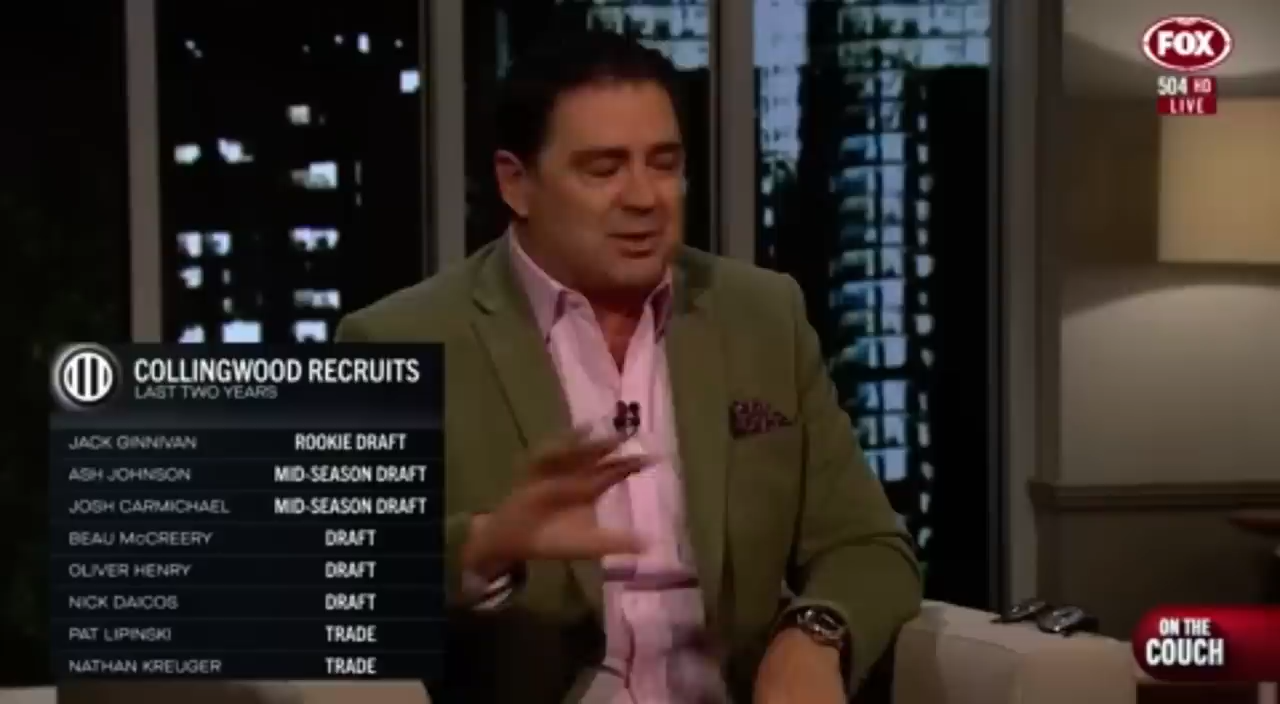 FOX
504 HD
LIVE
COLLINGWOOD RECRUITS
LAST TWO YEARS
JACK GINNIVAN ROOKIE DRAFT
ASH JOHNSON MID-SEASON DRAFT
JOSH CARMICHAEL MID-SEASON DRAFT
BEAU McCREERY DRAFT
OLIVER HENRY DRAFT
NICK DAICOS DRAFT
PAT LIPINSKI TRADE
NATHAN KREUGER TRADE
ON THE
COUCH